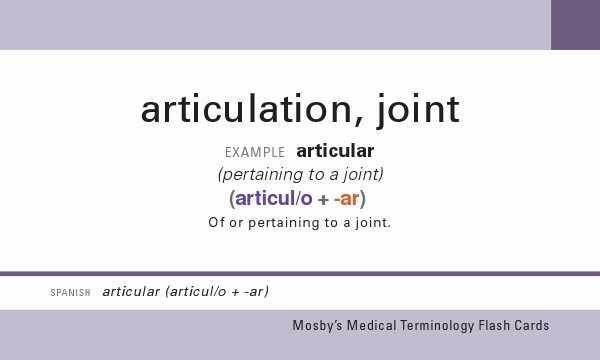 articulation, joint
EXAMPLE articular
(pertaining to a joint)
(articul/o + -ar)
Of or pertaining to a joint.
SPANISH articular (articul/o + -ar)
Mosby's Medical Terminology Flash Cards